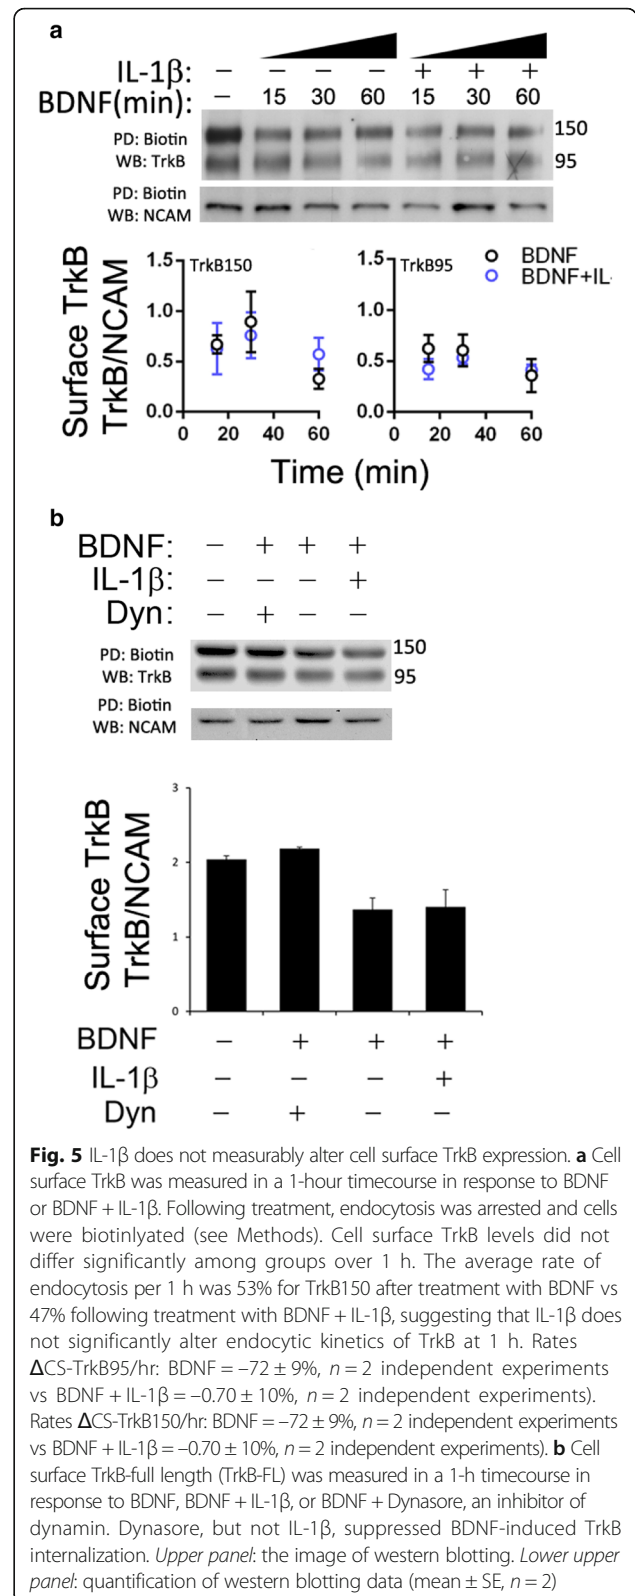 a
IL-1β: − − − − + + +
BDNF(min): − 15 30 60 15 30 60
PD: Biotin
WB: TrkB
150
95
PD: Biotin
WB: NCAM
Surface TrkB
TrkB/NCAM
1.5
1.0
0.5
0.0
TrkB150
0 20 40 60
1.5
1.0
0.5
0.0
TrkB95
0 20 40 60
BDNF
BDNF+IL-
Time (min)
b
BDNF: − + + +
IL-1β: − − − +
Dyn: − + − −
PD: Biotin
WB: TrkB
150
95
PD: Biotin
WB: NCAM
Surface TrkB
TrkB/NCAM
3
2
1
0
BDNF − + + +
IL-1β − − − +
Dyn − + − −
Fig. 5 IL-1β does not measurably alter cell surface TrkB expression. a Cell
surface TrkB was measured in a 1-hour timecourse in response to BDNF
or BDNF + IL-1β. Following treatment, endocytosis was arrested and cells
were biotinlyated (see Methods). Cell surface TrkB levels did not
differ significantly among groups over 1 h. The average rate of
endocytosis per 1 h was 53% for TrkB150 after treatment with BDNF vs
47% following treatment with BDNF + IL-1β, suggesting that IL-1β does
not significantly alter endocytic kinetics of TrkB at 1 h. Rates
ΔCS-TrkB95/hr: BDNF = –72 ± 9%, n = 2 independent experiments
vs BDNF + IL-1β = –0.70 ± 10%, n = 2 independent experiments).
Rates ΔCS-TrkB150/hr: BDNF = –72 ± 9%, n = 2 independent experiments
vs BDNF + IL-1β = –0.70 ± 10%, n = 2 independent experiments). b Cell
surface TrkB-full length (TrkB-FL) was measured in a 1-h timecourse in
response to BDNF, BDNF + IL-1β, or BDNF + Dynasore, an inhibitor of
dynamin. Dynasore, but not IL-1β, suppressed BDNF-induced TrkB
internalization. Upper panel: the image of western blotting. Lower upper
panel: quantification of western blotting data (mean ± SE, n = 2)